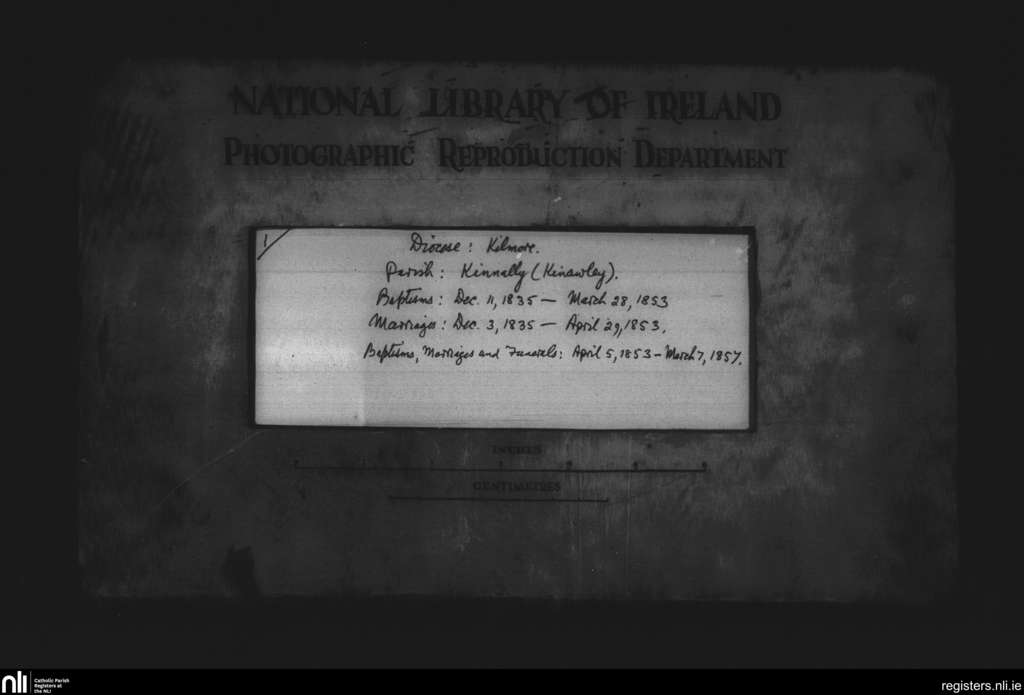 NATIONAL LIBRARY OF IRELAND
PHOTOGRAPHIC REPRODUCTION DEPARTMENT
1/
Diocese: Kilmore.
Parish: Kinnally (Kinawley).
Baptisms: Dec. 11, 1835 — March 28, 1853
Marriages: Dec. 3, 1835 — April 29, 1853.
Baptisms, Marriages and Funerals: April 5, 1853 – March 7, 1857.
INCHES
CENTIMETRES
nli
Catholic Parish
Registers at
the NLI
registers.nli.ie